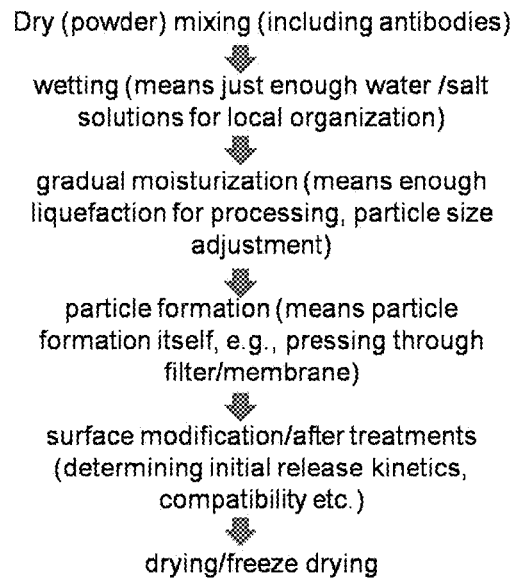 Dry (powder) mixing (including antibodies)
wetting (means just enough water /salt
solutions for local organization)
gradual moisturization (means enough
liquefaction for processing, particle size
adjustment)
particle formation (means particle
formation itself, e.g., pressing through
filter/membrane)
surface modification/after treatments
(determining initial release kinetics,
compatibility etc.)
drying/freeze drying